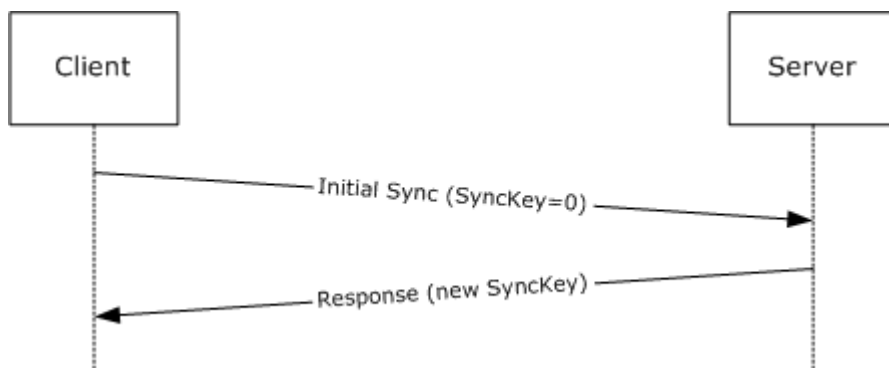 Client
Server
Initial Sync (SyncKey=0)
Response (new SyncKey)